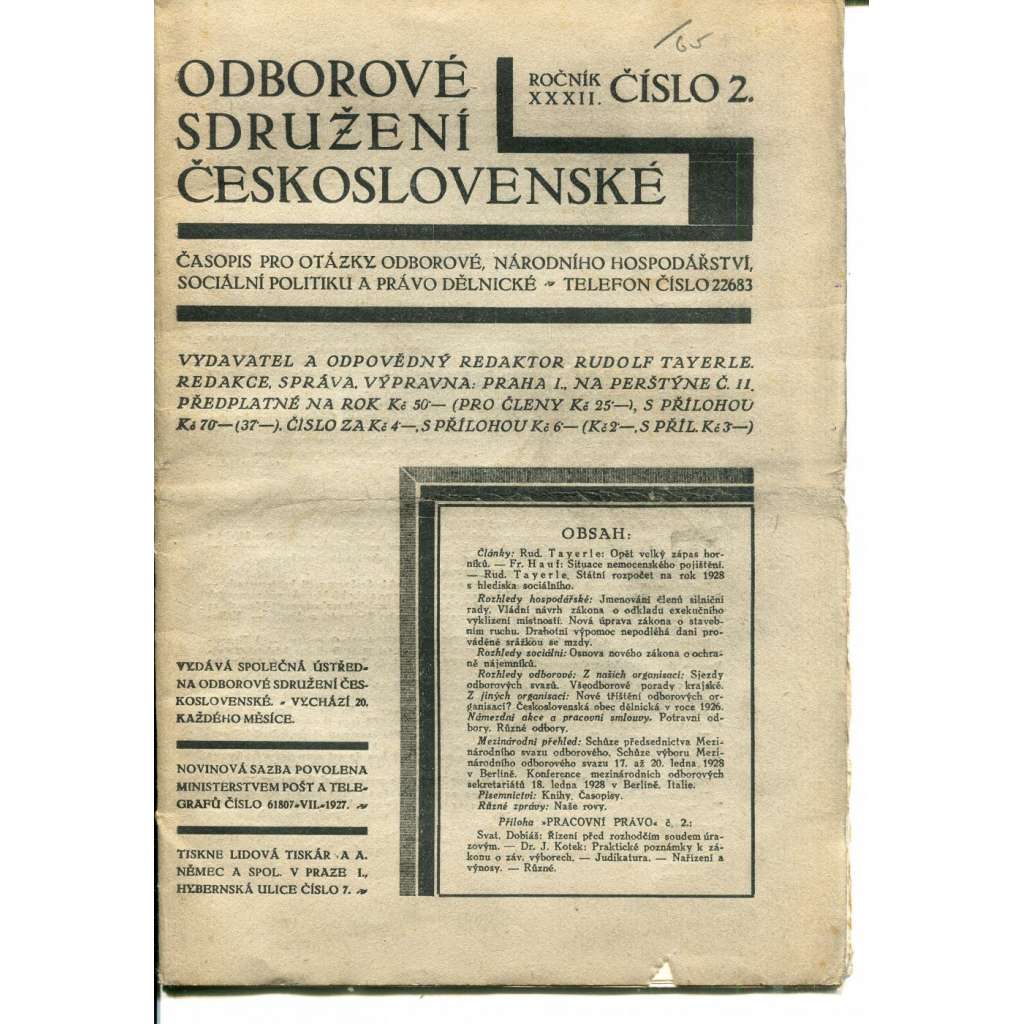 /65
ODBOROVÉ
SDRUŽENÍ
ČESKOSLOVENSKÉ
ROČNÍK
XXXII.
ČÍSLO 2.
ČASOPIS PRO OTÁZKY ODBOROVÉ, NÁRODNÍHO HOSPODÁŘSTVÍ,
SOCIÁLNÍ POLITIKU A PRÁVO DĚLNICKÉ - TELEFON ČÍSLO 22683
VYDAVATEL A ODPOVĚDNÝ REDAKTOR RUDOLF TAYERLE.
REDAKCE, SPRÁVA, VÝPRAVNA: PRAHA I., NA PERŠTÝNE Č. 11.
PŘEDPLATNÉ NA ROK Kč 50·— (PRO ČLENY Kč 25·—), S PŘÍLOHOU
Kč 70·— (37·—). ČÍSLO ZA Kč 4·—, S PŘÍLOHOU Kč 6·— (Kč 2·—, S PŘÍL. Kč 3·—)
VYDÁVÁ SPOLEČNÁ ÚSTŘED-
NA ODBOROVÉ SDRUŽENÍ ČES-
KOSLOVENSKÉ. - VYCHÁZÍ 20.
KAŽDÉHO MĚSÍCE.
NOVINOVÁ SAZBA POVOLENA
MINISTERSTVEM POŠT A TELE-
GRAFŮ ČÍSLO 61807-VII.-1927. -
TISKNE LIDOVÁ TISKÁR A A.
NĚMEC A SPOL. V PRAZE I.,
HYBERNSKÁ ULICE ČÍSLO 7. -
OBSAH:
Články: Rud. Tayerle: Opět velký zápas hor-
níků. — Fr. Hauf: Situace nemocenského pojištění.
— Rud. Tayerle, Státní rozpočet na rok 1928
s hlediska sociálního.
Rozhledy hospodářské: Jmenování členů silniční
rady. Vládní návrh zákona o odkladu exekučního
vyklizení místností. Nová úprava zákona o staveb-
ním ruchu. Drahotní výpomoc nepodléhá dani pro-
váděné srážkou se mzdy.
Rozhledy sociální: Osnova nového zákona o ochra-
ně nájemníků.
Rozhledy odborové: Z našich organisací: Sjezdy
odborových svazů. Všeodborové porady krajské.
Z jiných organisací: Nové tříštění odborových or-
ganisací? Československá obec dělnická v roce 1926.
Námezdní akce a pracovní smlouvy. Potravní od-
bory. Různé odbory.
Mezinárodní přehled: Schůze předsednictva Mezi-
národního svazu odborového. Schůze výboru Mezi-
národního odborového svazu 17. až 20. ledna 1928
v Berlíně. Konference mezinárodních odborových
sekretariátů 18. ledna 1928 v Berlíně. Italie.
Písemnictví: Knihy. Časopisy.
Různé zprávy: Naše rovy.
Příloha »PRACOVNÍ PRÁVO« č. 2.:
Svat. Dobiáš: Řízení před rozhodčím soudem úra-
zovým. — Dr. J. Kotek: Praktické poznámky k zá-
konu o záv. výborech. — Judikatura. — Nařízení a
výnosy. — Různé.